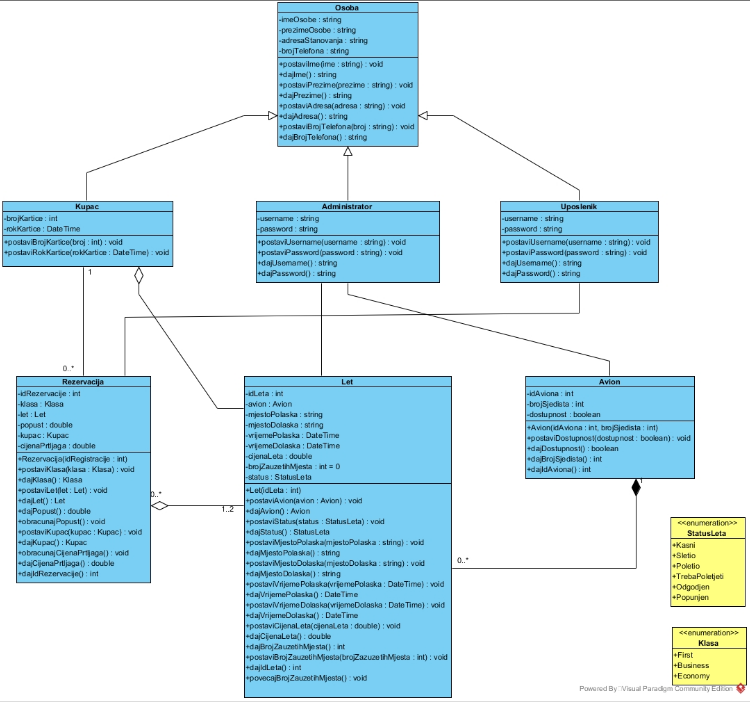 Osoba
-imeOsobe : string
-prezimeOsobe : string
-adresaStanovanja : string
-brojTelefona : string
+postaviIme(ime : string) : void
+dajIme() : string
+postaviPrezime(prezime : string) : void
+dajPrezime() : string
+postaviAdresa(adresa : string) : void
+dajAdresa() : string
+postaviBrojTelefona(broj : string) : void
+dajBrojTelefona() : string
Kupac
-brojKartice : int
-rokKartice : DateTime
+postaviBrojKartice(broj : int) : void
+postaviRokKartice(rokKartice : DateTime) : void
Administrator
-username : string
-password : string
+postaviUsername(username : string) : void
+postaviPassword(password : string) : void
+dajUsername() : string
+dajPassword() : string
Uposlenik
-username : string
-password : string
+postaviUsername(username : string) : void
+postaviPassword(password : string) : void
+dajUsername() : string
+dajPassword() : string
1
0..*
Rezervacija
-idRezervacije : int
-klasa : Klasa
-let : Let
-popust : double
-kupac : Kupac
-cijenaPrtljaga : double
+Rezervacija(idRegistracije : int)
+postaviKlasa(klasa : Klasa) : void
+dajKlasa() : Klasa
+postaviLet(let : Let) : void
+dajLet() : Let
+dajPopust() : double
+obracunajPopust() : void
+postaviKupac(kupac : Kupac) : void
+dajKupac() : Kupac
+obracunajCijenaPrtljaga() : void
+dajCijenaPrtljaga() : double
+dajIdRezervacije() : int
0..*
1..2
Let
-idLeta : int
-avion : Avion
-mjestoPolaska : string
-mjestoDolaska : string
-vrijemePolaska : DateTime
-vrijemeDolaska : DateTime
-cijenaLeta : double
-brojZauzetihMjesta : int = 0
-status : StatusLeta
+Let(idLeta : int)
+postaviAvion(avion : Avion) : void
+dajAvion() : Avion
+postaviStatus(status : StatusLeta) : void
+dajStatus() : StatusLeta
+postaviMjestoPolaska(mjestoPolaska : string) : void
+dajMjestoPolaska() : string
+postaviMjestoDolaska(mjestoDolaska : string) : void
+dajMjestoDolaska() : string
+postaviVrijemePolaska(vrijemePolaska : DateTime) : void
+dajVrijemePolaska() : DateTime
+postaviVrijemeDolaska(vrijemeDolaska : DateTime) : void
+dajVrijemeDolaska() : DateTime
+postaviCijenaLeta(cijenaLeta : double) : void
+dajCijenaLeta() : double
+dajBrojZauzetihMjesta() : int
+postaviBrojZauzetihMjesta(brojZazuzetihMjesta : int) : void
+dajIdLeta() : int
+povecajBrojZauzetihMjesta() : void
Avion
-idAviona : int
-brojSjedista : int
-dostupnost : boolean
+Avion(idAviona : int, brojSjedista : int)
+postaviDostupnost(dostupnost : boolean) : void
+dajDostupnost() : boolean
+dajBrojSjedista() : int
+dajIdAviona() : int
1
0..*
<<enumeration>>
StatusLeta
+Kasni
+Sletio
+Poletio
+TrebaPoletjeti
+Odgodjen
+Popunjen
<<enumeration>>
Klasa
+First
+Business
+Economy
Powered By Visual Paradigm Community Edition